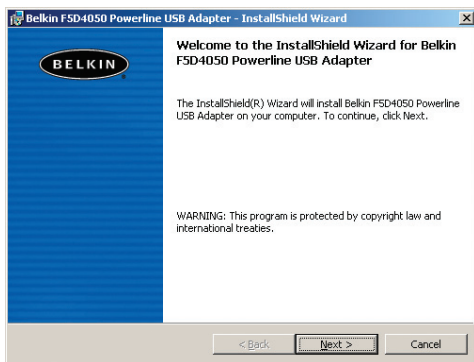 Belkin F5D4050 Powerline USB Adapter - InstallShield Wizard
BELKIN
Welcome to the InstallShield Wizard for Belkin
F5D4050 Powerline USB Adapter
The InstallShield(R) Wizard will install Belkin F5D4050 Powerline
USB Adapter on your computer. To continue, click Next.
WARNING: This program is protected by copyright law and
international treaties.
< Back
Next >
Cancel